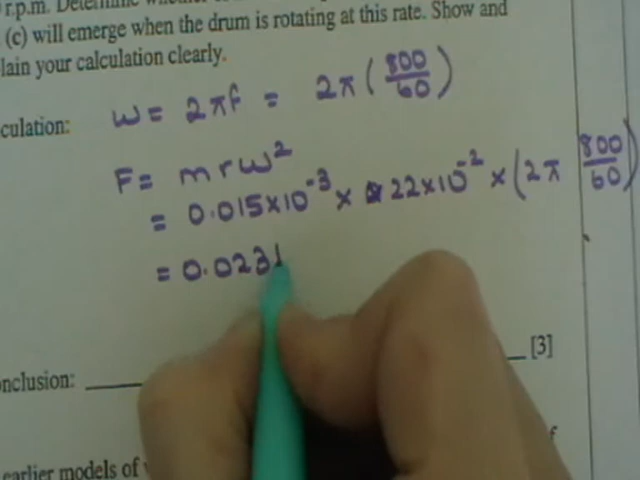 r.p.m. Determine whether
(c) will emerge when the drum is rotating at this rate. Show and
lain your calculation clearly.
culation: ω = 2πf = 2π(800/60)
F = mrω²
= 0.015×10⁻³ × 22×10⁻² × (2π 800/60)
= 0.0231
[3]
nclusion:
earlier models of